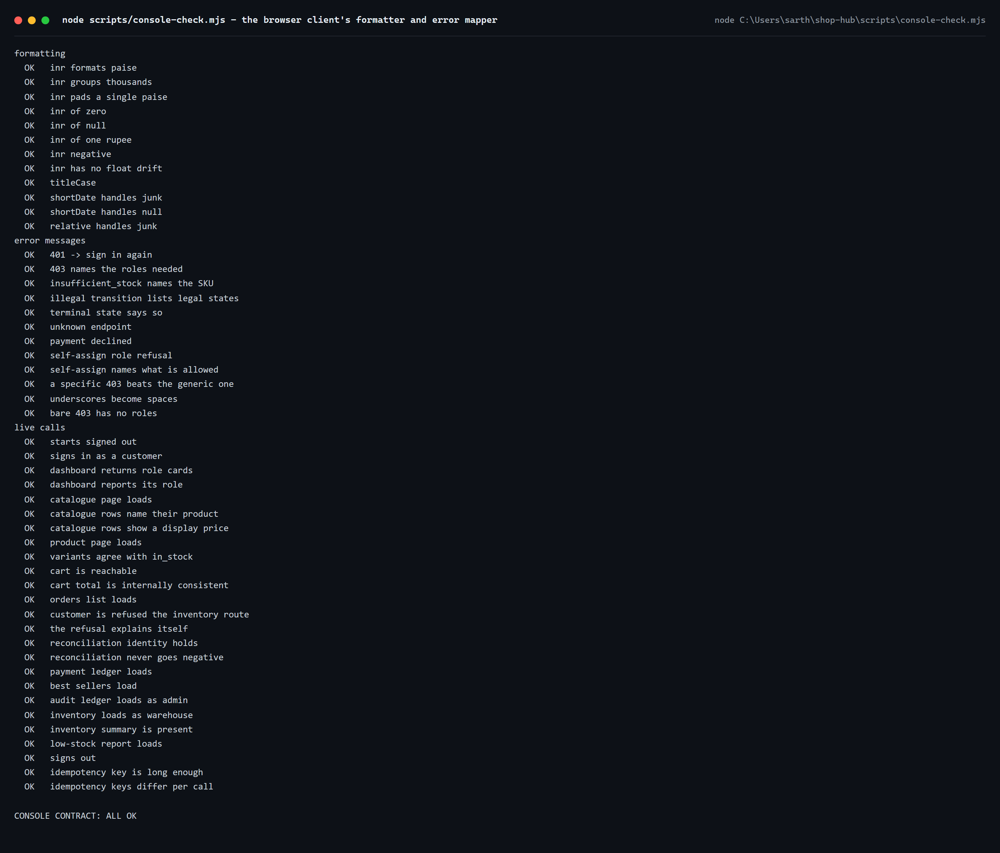 node scripts/console-check.mjs — the browser client's formatter and error mapper
node C:\Users\sarth\shop-hub\scripts\console-check.mjs
formatting
  OK   inr formats paise
  OK   inr groups thousands
  OK   inr pads a single paise
  OK   inr of zero
  OK   inr of null
  OK   inr of one rupee
  OK   inr negative
  OK   inr has no float drift
  OK   titleCase
  OK   shortDate handles junk
  OK   shortDate handles null
  OK   relative handles junk
error messages
  OK   401 -> sign in again
  OK   403 names the roles needed
  OK   insufficient_stock names the SKU
  OK   illegal transition lists legal states
  OK   terminal state says so
  OK   unknown endpoint
  OK   payment declined
  OK   self-assign role refusal
  OK   self-assign names what is allowed
  OK   a specific 403 beats the generic one
  OK   underscores become spaces
  OK   bare 403 has no roles
live calls
  OK   starts signed out
  OK   signs in as a customer
  OK   dashboard returns role cards
  OK   dashboard reports its role
  OK   catalogue page loads
  OK   catalogue rows name their product
  OK   catalogue rows show a display price
  OK   product page loads
  OK   variants agree with in_stock
  OK   cart is reachable
  OK   cart total is internally consistent
  OK   orders list loads
  OK   customer is refused the inventory route
  OK   the refusal explains itself
  OK   reconciliation identity holds
  OK   reconciliation never goes negative
  OK   payment ledger loads
  OK   best sellers load
  OK   audit ledger loads as admin
  OK   inventory loads as warehouse
  OK   inventory summary is present
  OK   low-stock report loads
  OK   signs out
  OK   idempotency key is long enough
  OK   idempotency keys differ per call
CONSOLE CONTRACT: ALL OK